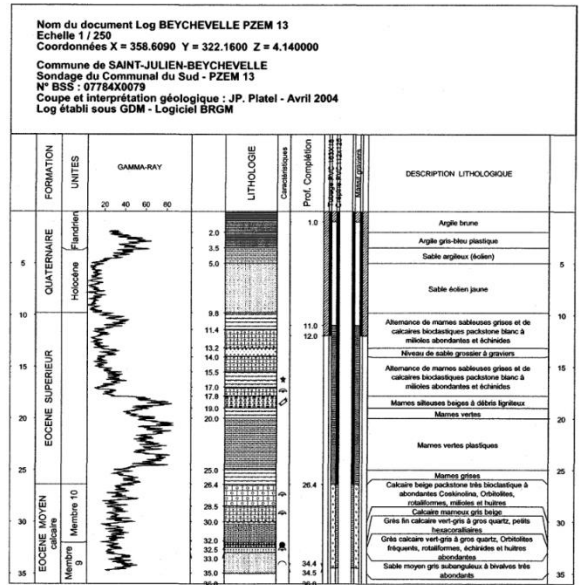 Nom du document Log BEYCHEVELLE PZEM 13
Echelle 1 / 250
Coordonnées X = 358.6090 Y = 322.1600 Z = 4.140000
Commune de SAINT-JULIEN-BEYCHEVELLE
Sondage du Communal du Sud - PZEM 13
N° BSS : 07784X0079
Coupe et interprétation géologique : JP. Platel - Avril 2004
Log établi sous GDM - Logiciel BRGM
FORMATION
UNITES
GAMMA-RAY
20 40 60 80
LITHOLOGIE
Caractéristiques
Prof. Complétion
Massif graviers
DESCRIPTION LITHOLOGIQUE
QUATERNAIRE
Flandrien
Holocène
EOCENE SUPERIEUR
EOCENE MOYEN
calcaire
Membre 10
Membre
9
5
10
15
20
25
30
35
2.0
3.5
5.0
9.8
11.4
13.2
14.0
15.5
17.0
17.8
19.0
20.0
25.0
26.4
28.5
30.0
32.0
32.5
33.0
34.5
1.0
11.0
12.0
26.4
34.4
34.5
Argile brune
Argile gris-bleu plastique
Sable argileux (éolien)
Sable éolien jaune
Alternance de marnes sableuses grises et de
calcaires bioclastiques packstone blanc à
milioles abondantes et échinides
Niveau de sable grossier à graviers
Alternance de marnes sableuses grises et de
calcaires bioclastiques packstone blanc à
milioles abondantes et échinides
Marnes silteuses beiges à débris ligniteux
Marnes vertes
Marnes vertes plastiques
Marnes grises
Calcaire beige packstone très bioclastique à
abondantes Coskinolina, Orbitolites,
rotaliformes, milioles et huitres
Calcaire marneux gris beige
Grès fin calcaire vert-gris à gros quartz, petits
hexacoralliaires
Grès calcaire vert-gris à gros quartz, Orbitolites
fréquents, rotaliformes, échinides et huitres
abondantes
Sable moyen gris subanguleux à bivalves très
abondants
5
10
15
20
25
30
35